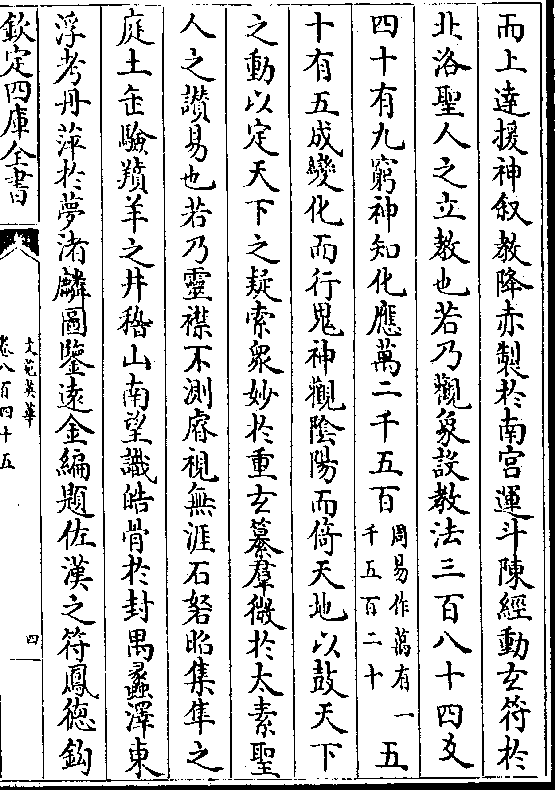 而上達援神叙教降赤製於南宫運斗陳經動玄符於
北洛聖人之立教也若乃觀象設教法三百八十四爻
四十有九窮神知化應萬二千五百周易作萬有一千五百二十五
十有五成變化而行鬼神觀陰陽而倚天地以鼓天下
之動以定天下之疑索衆妙於重玄纂羣微於太素聖
人之讃易也若乃靈襟不測睿視無涯石砮昭集隼之
庭土缶驗羵羊之井稽山南望識皓骨於封禺蠡澤東
浮考丹萍於夢渚麟圖鑒遠金編題佐漢之符鳳德鈎
欽定四庫全書
文苑英華
卷八百四十五
四